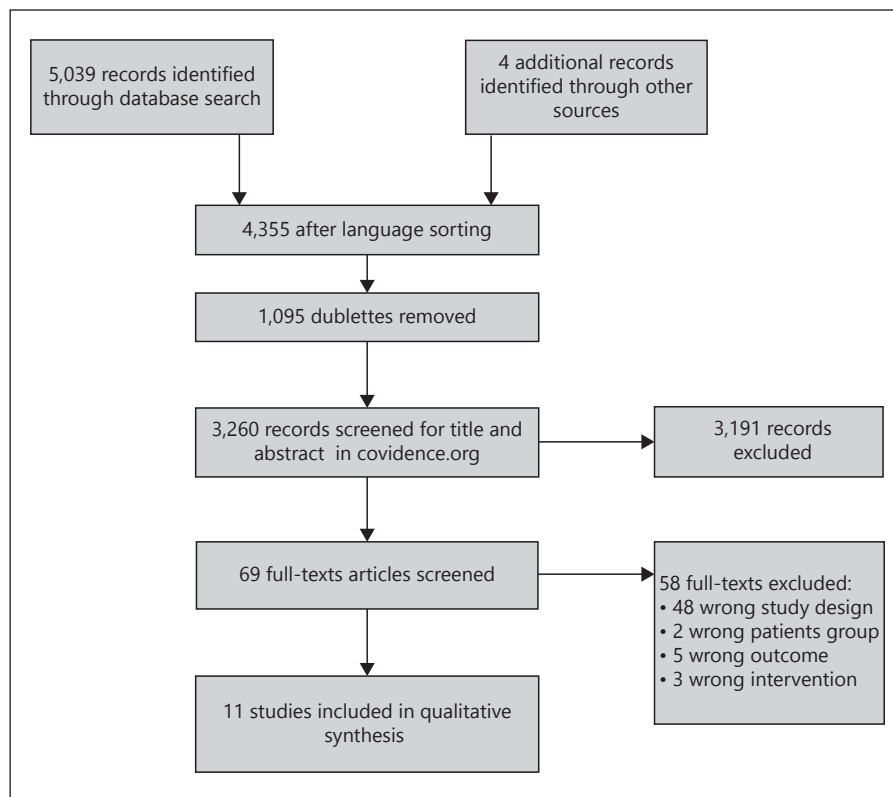 5,039 records identified
through database search
4 additional records
identified through other
sources
4,355 after language sorting
1,095 dublettes removed
3,260 records screened for title and
abstract in covidence.org
3,191 records
excluded
69 full-texts articles screened
58 full-texts excluded:
• 48 wrong study design
• 2 wrong patients group
• 5 wrong outcome
• 3 wrong intervention
11 studies included in qualitative
synthesis